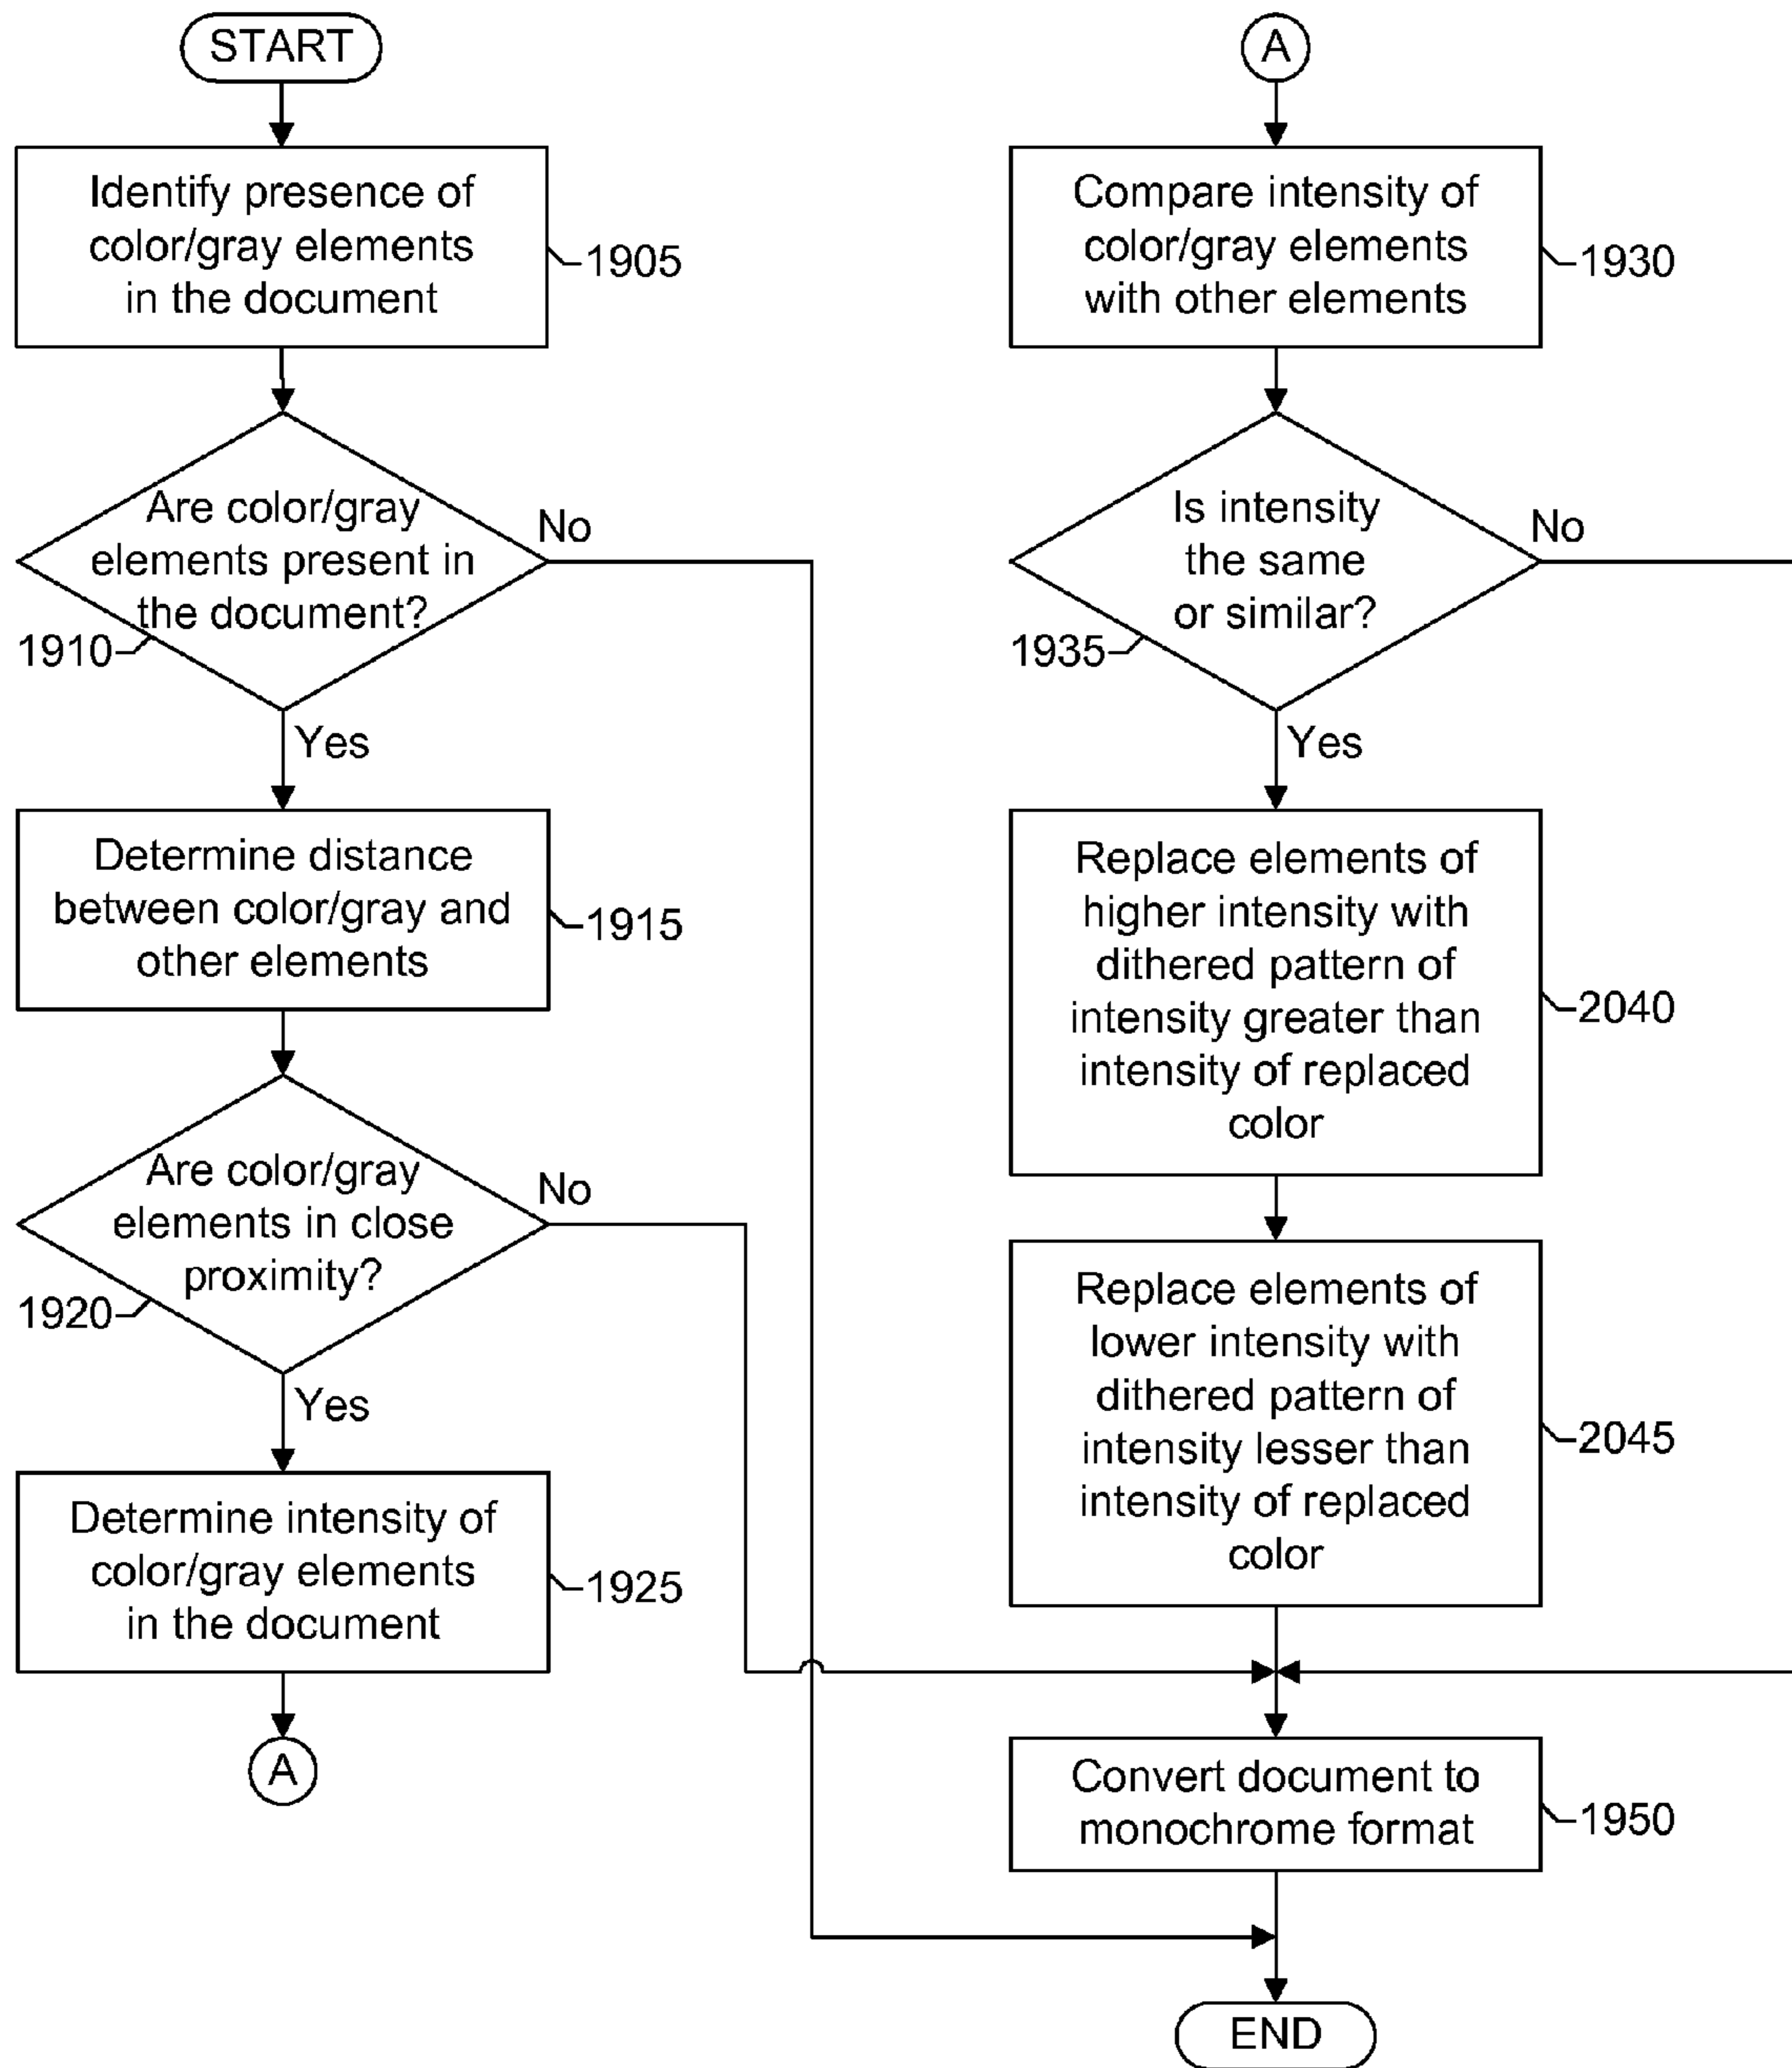 START
Identify presence of
color/gray elements
in the document
1905
Are color/gray
elements present in
the document?
No
1910
Yes
Determine distance
between color/gray and
other elements
1915
Are color/gray
elements in close
proximity?
No
1920
Yes
Determine intensity of
color/gray elements
in the document
1925
A
A
Compare intensity of
color/gray elements
with other elements
1930
Is intensity
the same
or similar?
No
1935
Yes
Replace elements of
higher intensity with
dithered pattern of
intensity greater than
intensity of replaced
color
2040
Replace elements of
lower intensity with
dithered pattern of
intensity lesser than
intensity of replaced
color
2045
Convert document to
monochrome format
1950
END